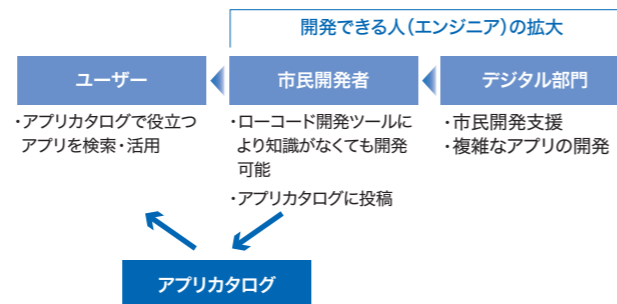 開発できる人（エンジニア）の拡大
ユーザー
市民開発者
デジタル部門
・アプリカタログで役立つ
アプリを検索・活用
・ローコード開発ツールに
より知識がなくても開発
可能
・アプリカタログに投稿
・市民開発支援
・複雑なアプリの開発
アプリカタログ